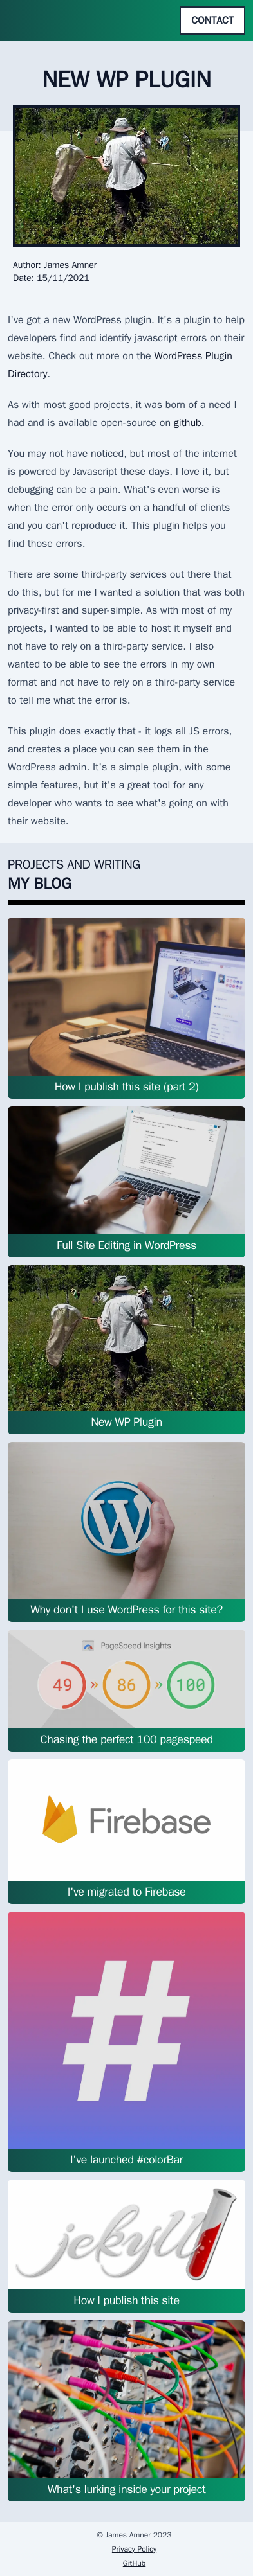 CONTACT
NEW WP PLUGIN
Author: James Amner
Date: 15/11/2021
I've got a new WordPress plugin. It's a plugin to help
developers find and identify javascript errors on their
website. Check out more on the WordPress Plugin
Directory.
As with most good projects, it was born of a need I
had and is available open-source on github.
You may not have noticed, but most of the internet
is powered by Javascript these days. I love it, but
debugging can be a pain. What's even worse is
when the error only occurs on a handful of clients
and you can't reproduce it. This plugin helps you
find those errors.
There are some third-party services out there that
do this, but for me I wanted a solution that was both
privacy-first and super-simple. As with most of my
projects, I wanted to be able to host it myself and
not have to rely on a third-party service. I also
wanted to be able to see the errors in my own
format and not have to rely on a third-party service
to tell me what the error is.
This plugin does exactly that - it logs all JS errors,
and creates a place you can see them in the
WordPress admin. It's a simple plugin, with some
simple features, but it's a great tool for any
developer who wants to see what's going on with
their website.
PROJECTS AND WRITING
MY BLOG
How I publish this site (part 2)
Full Site Editing in WordPress
New WP Plugin
Why don't I use WordPress for this site?
PageSpeed Insights
49 » 86 » 100
Chasing the perfect 100 pagespeed
Firebase
I've migrated to Firebase
#
I've launched #colorBar
jekyll
How I publish this site
What's lurking inside your project
© James Amner 2023
Privacy Policy
GitHub